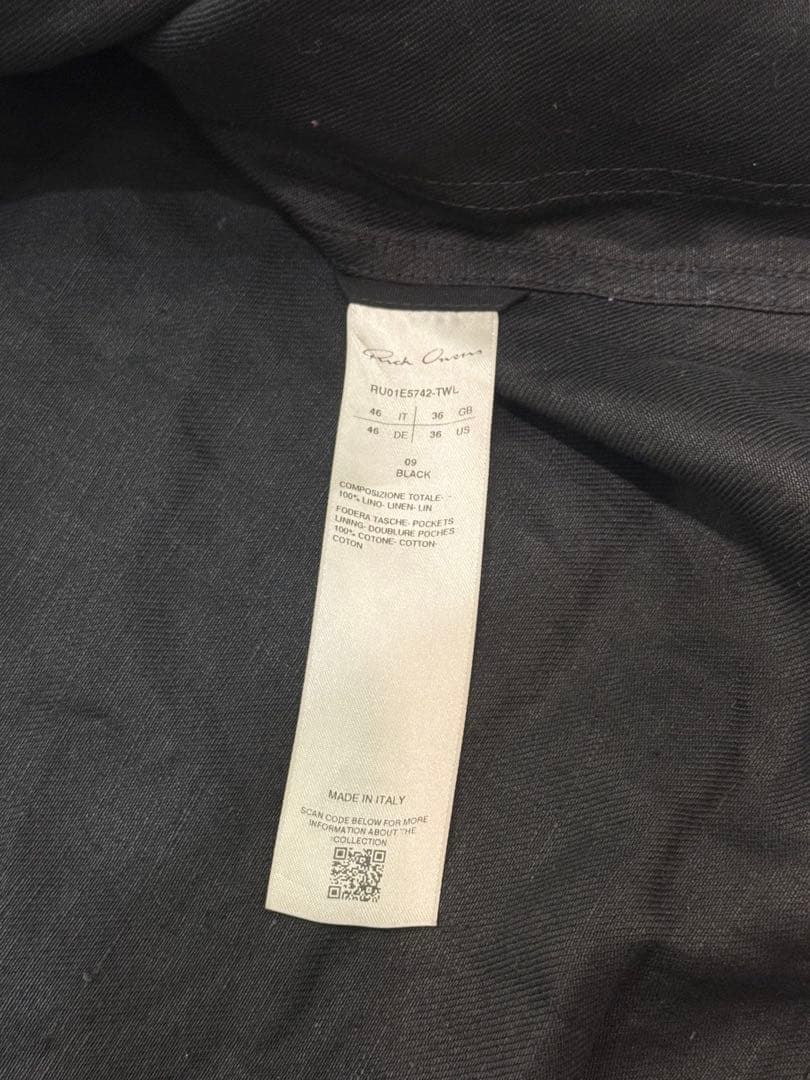 Rick Owens
RU01E5742-TWL
46 IT 36 GB
46 DE 36 US
09
BLACK
COMPOSIZIONE TOTALE- -
100% LINO- LINEN- LIN
FODERA TASCHE- POCKETS
LINING- DOUBLURE POCHES
100% COTONE- COTTON-
COTON
MADE IN ITALY
SCAN CODE BELOW FOR MORE
INFORMATION ABOUT THE
COLLECTION